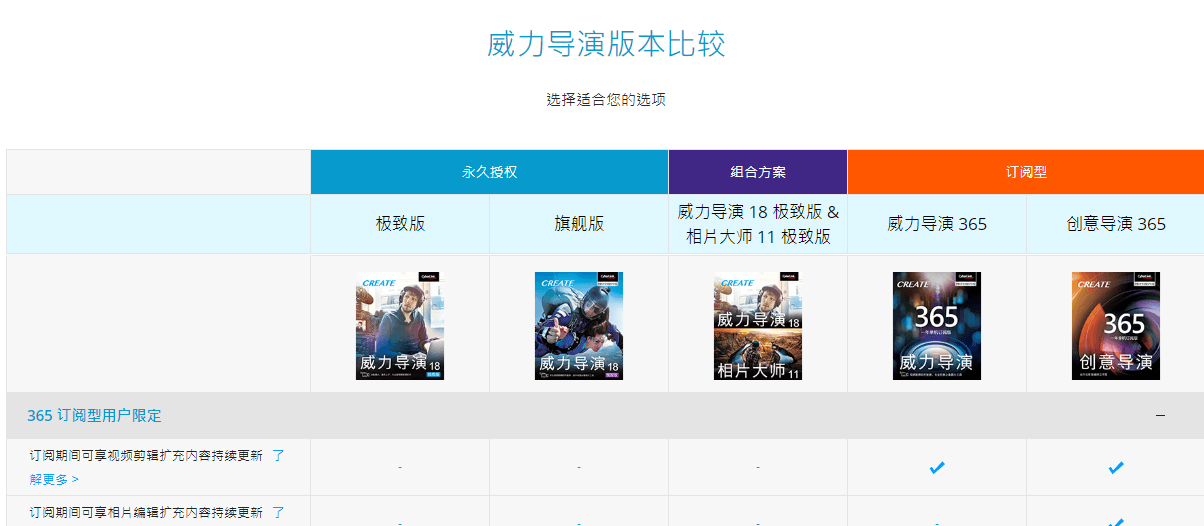 威力导演版本比较
选择适合您的选项
永久授权
组合方案
订阅型
极致版
旗舰版
威力导演 18 极致版 &
相片大师 11 极致版
威力导演 365
创意导演 365
CREATE
威力导演 18
CREATE
威力导演 18
CREATE
威力导演 18
相片大师 11
CREATE
365
威力导演
CREATE
365
创意导演
365 订阅型用户限定
订阅期间可享视频剪辑扩充内容持续更新 了
解更多 >
- - -
订阅期间可享相片编辑扩充内容持续更新 了
- - - -